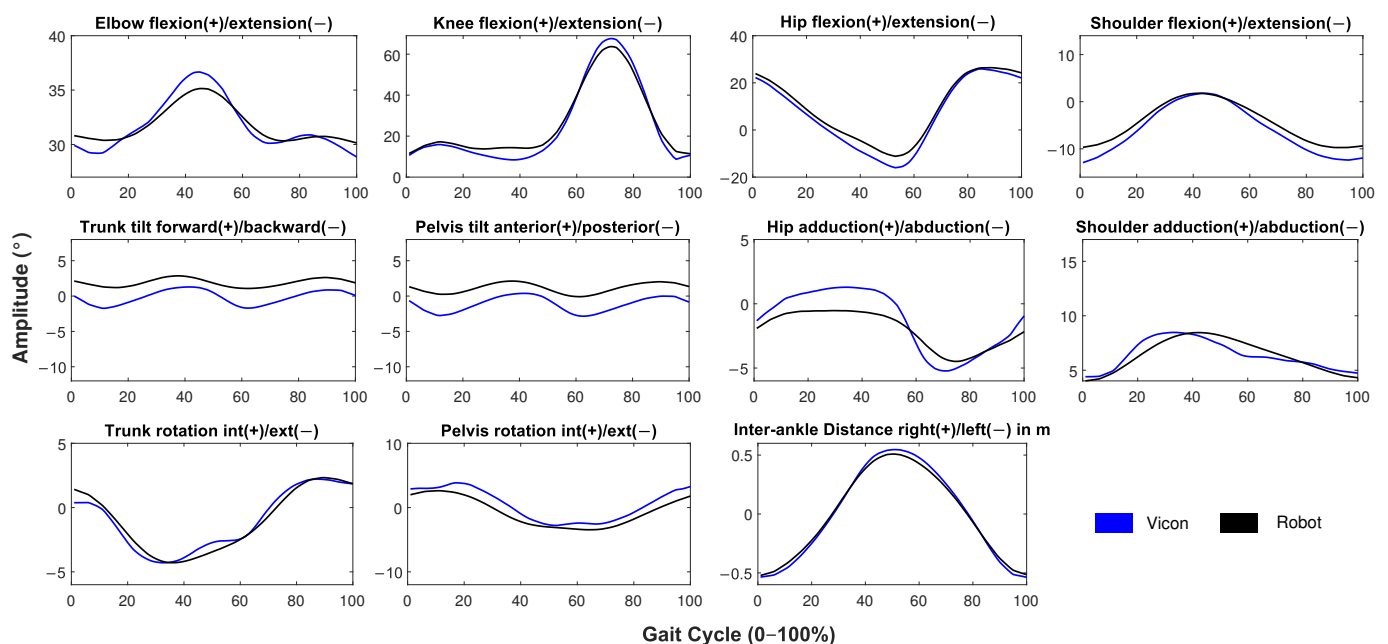 Elbow flexion(+)/extension(−) Knee flexion(+)/extension(−) Hip flexion(+)/extension(−) Shoulder flexion(+)/extension(−)
40
35
30
0 20 40 60 80 100
60
40
20
0
0 20 40 60 80 100
40
20
0
−20
0 20 40 60 80 100
10
0
−10
0 20 40 60 80 100
Amplitude (°)
Trunk tilt forward(+)/backward(−) Pelvis tilt anterior(+)/posterior(−) Hip adduction(+)/abduction(−) Shoulder adduction(+)/abduction(−)
5
0
−5
−10
0 20 40 60 80 100
5
0
−5
−10
0 20 40 60 80 100
5
0
−5
0 20 40 60 80 100
15
10
5
0 20 40 60 80 100
Trunk rotation int(+)/ext(−) Pelvis rotation int(+)/ext(−) Inter-ankle Distance right(+)/left(−) in m
5
0
−5
0 20 40 60 80 100
10
0
−10
0 20 40 60 80 100
0.5
0
−0.5
0 20 40 60 80 100
Vicon Robot
Gait Cycle (0−100%)